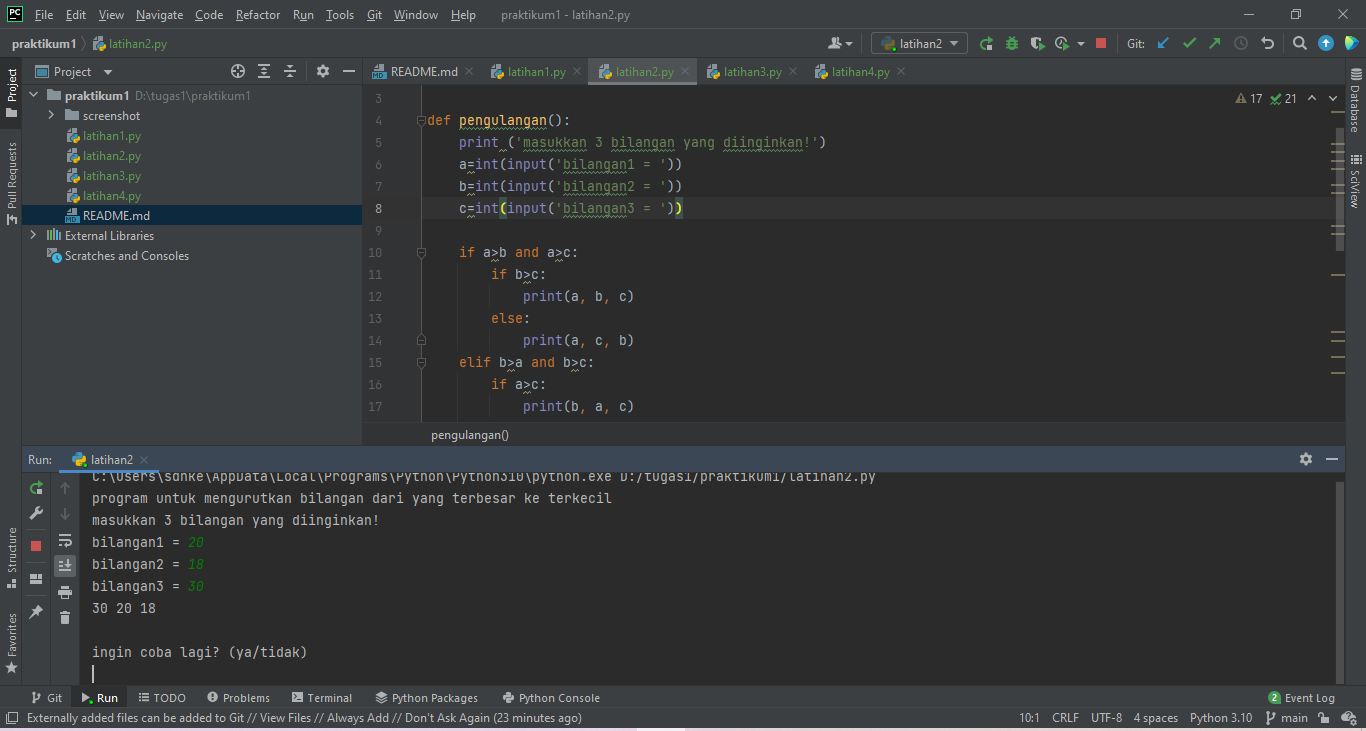 PC File Edit View Navigate Code Refactor Run Tools Git Window Help praktikum1 - latihan2.py
praktikum1 latihan2.py latihan2 Git:
Project README.md latihan1.py latihan2.py latihan3.py latihan4.py
Project
Pull Requests
Structure
Favorites
praktikum1 D:\tugas1\praktikum1
screenshot
latihan1.py
latihan2.py
latihan3.py
latihan4.py
README.md
External Libraries
Scratches and Consoles
17 21
3
4 def pengulangan():
5 print ('masukkan 3 bilangan yang diinginkan!')
6 a=int(input('bilangan1 = '))
7 b=int(input('bilangan2 = '))
8 c=int(input('bilangan3 = '))
9
10 if a>b and a>c:
11 if b>c:
12 print(a, b, c)
13 else:
14 print(a, c, b)
15 elif b>a and b>c:
16 if a>c:
17 print(b, a, c)
pengulangan()
Database
SciView
Run: latihan2
C:\Users\sdnke\AppData\Local\Programs\Python\Python310\python.exe D:/tugas1/praktikum1/latihan2.py
program untuk mengurutkan bilangan dari yang terbesar ke terkecil
masukkan 3 bilangan yang diinginkan!
bilangan1 = 20
bilangan2 = 18
bilangan3 = 30
30 20 18
ingin coba lagi? (ya/tidak)
Git Run TODO Problems Terminal Python Packages Python Console 2 Event Log
Externally added files can be added to Git // View Files // Always Add // Don't Ask Again (23 minutes ago) 10:1 CRLF UTF-8 4 spaces Python 3.10 main